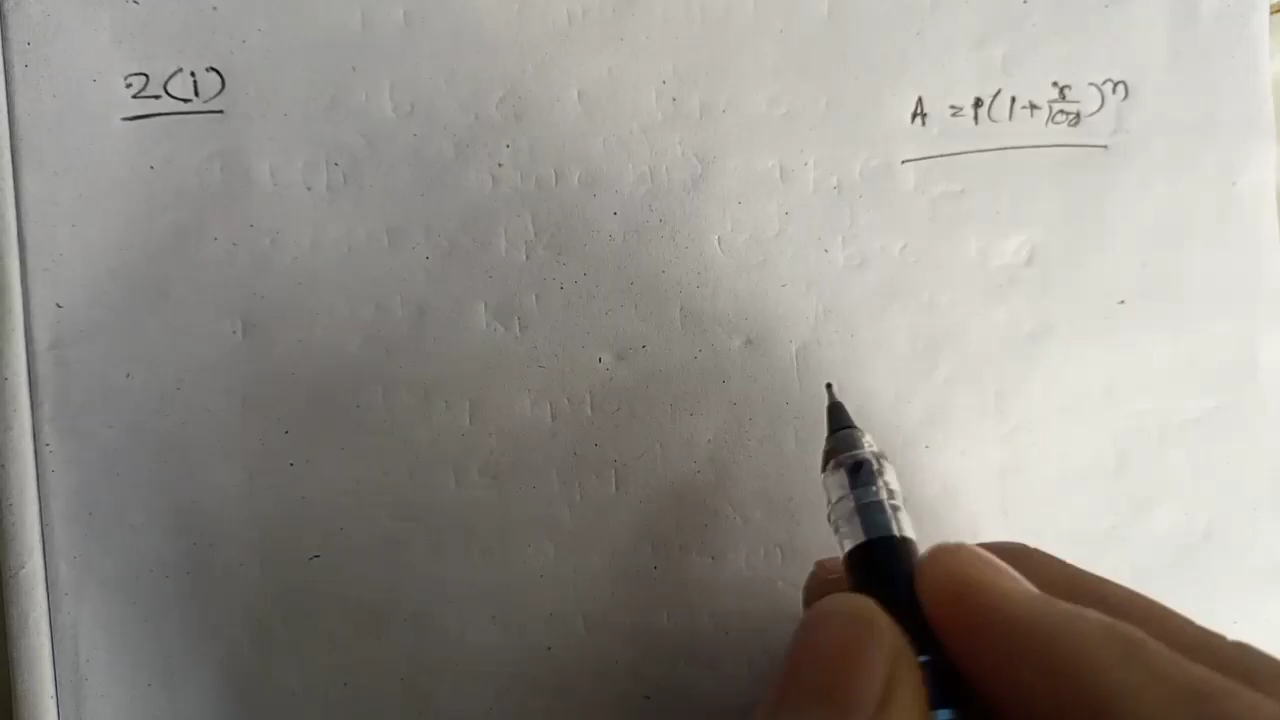 2(i)
A = P(1+r/100)^n